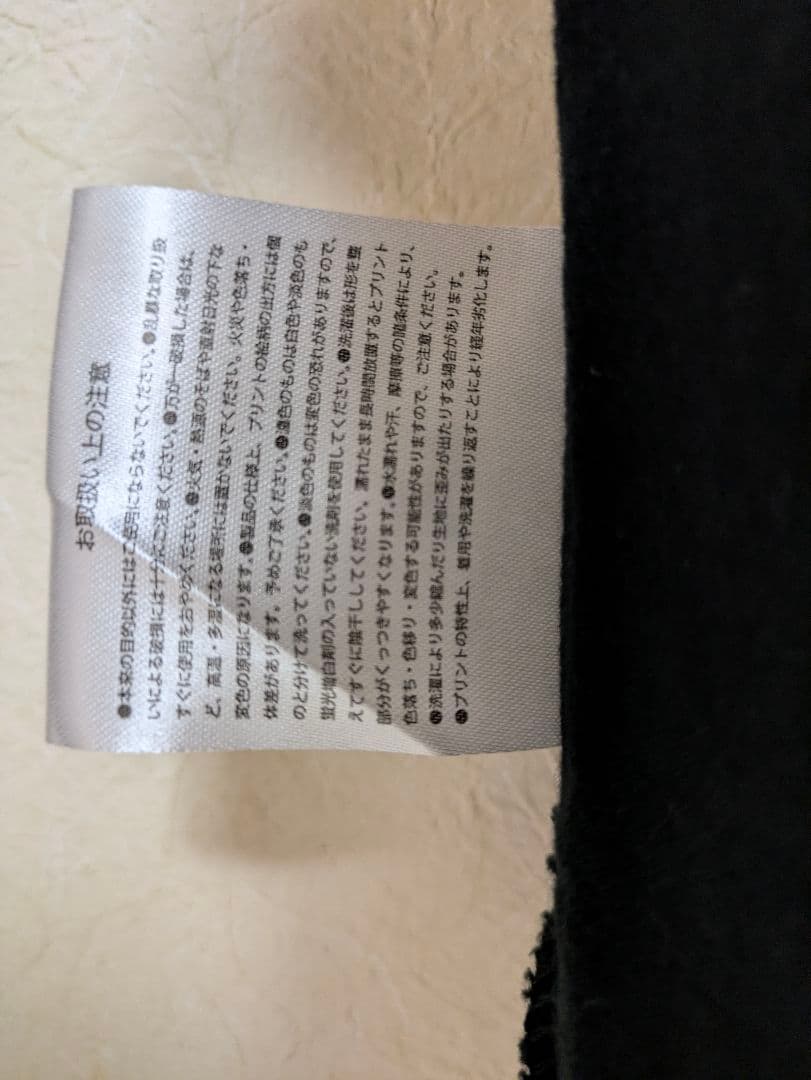 お取扱い上の注意
●本来の目的以外にはご使用にならないでください。●乱暴な取り扱
いによる破損には十分にご注意ください。●万が一破損した場合は、
すぐに使用をおやめください。●火気・熱源のそばや直射日光の下な
ど、高温・多湿になる場所には置かないでください。火災や色落ち・
変色の原因になります。●製品の仕様上、プリントの絵柄の出方には個
体差があります。予めご了承ください。●濃色のものは白色や淡色のも
のと分けて洗ってください。●淡色のものは変色の恐れがありますので、
蛍光増白剤の入っていない洗剤を使用してください。●洗濯後は形を整
えてすぐに陰干ししてください。濡れたまま長時間放置するとプリント
部分がくっつきやすくなります。●水濡れや汗、摩擦等の諸条件により、
色落ち・色移り・変色する可能性がありますので、ご注意ください。
●洗濯により多少縮んだり生地に歪みが出たりする場合があります。
●プリントの特性上、着用や洗濯を繰り返すことにより経年劣化します。